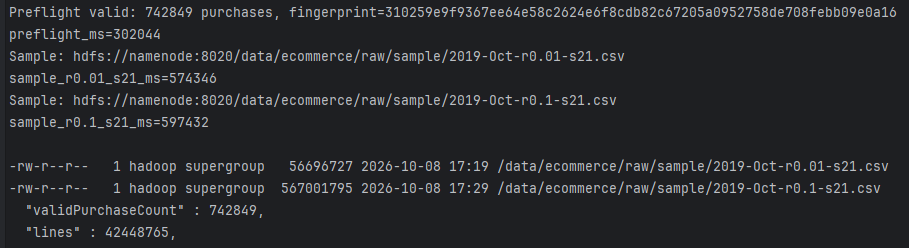 Preflight valid: 742849 purchases, fingerprint=310259e9f9367ee64e58c2624e6f8cdb82c67205a0952758de708febb09e0a16
preflight_ms=302044
Sample: hdfs://namenode:8020/data/ecommerce/raw/sample/2019-Oct-r0.01-s21.csv
sample_r0.01_s21_ms=574346
Sample: hdfs://namenode:8020/data/ecommerce/raw/sample/2019-Oct-r0.1-s21.csv
sample_r0.1_s21_ms=597432
-rw-r--r--   1 hadoop supergroup   56696727 2026-10-08 17:19 /data/ecommerce/raw/sample/2019-Oct-r0.01-s21.csv
-rw-r--r--   1 hadoop supergroup  567001795 2026-10-08 17:29 /data/ecommerce/raw/sample/2019-Oct-r0.1-s21.csv
  "validPurchaseCount" : 742849,
  "lines" : 42448765,